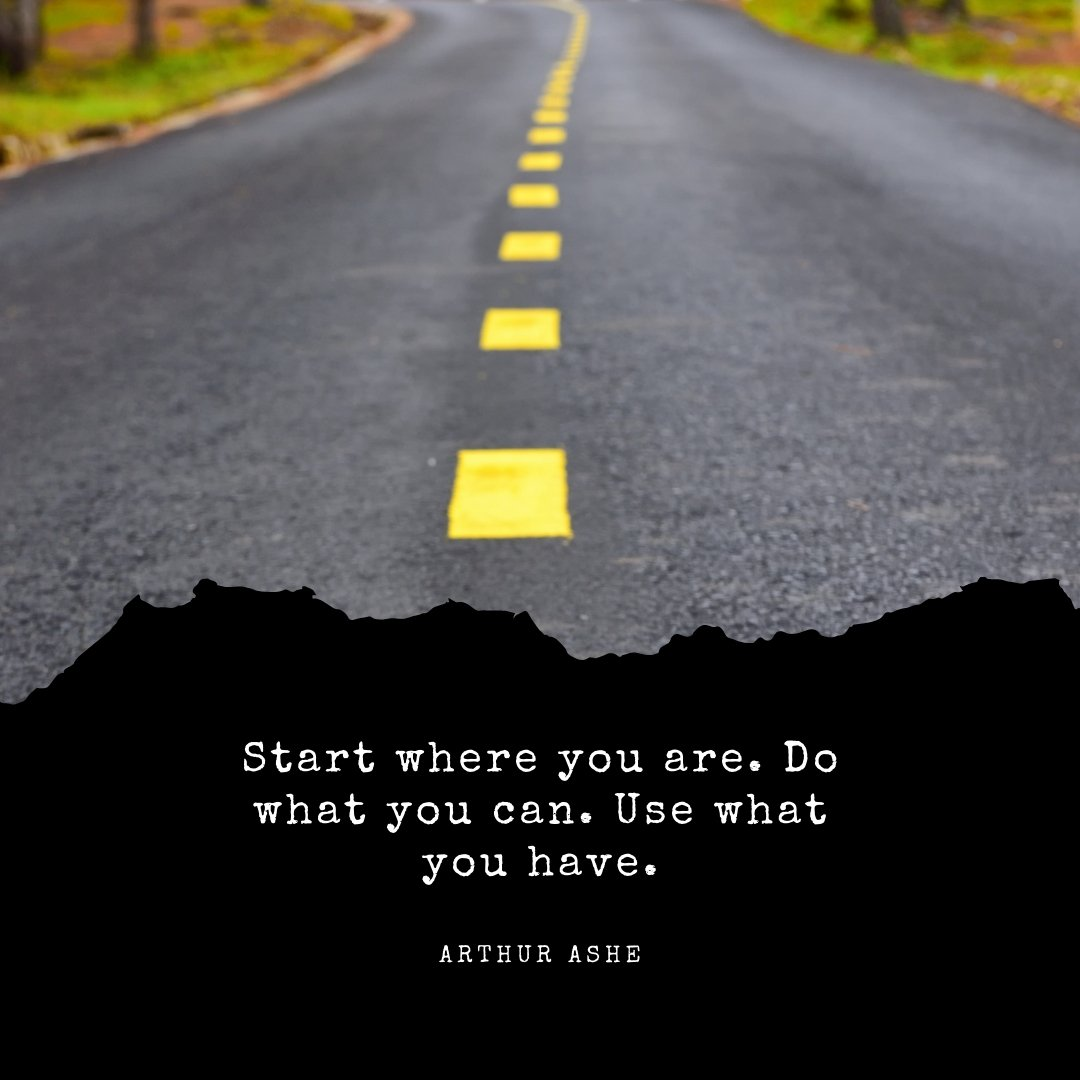 Start where you are. Do
what you can. Use what
you have.
ARTHUR ASHE